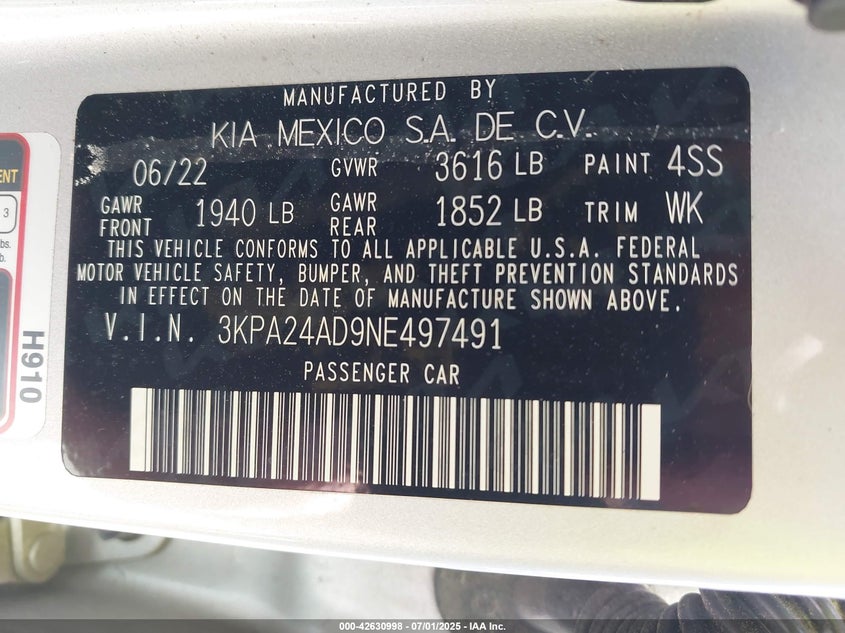 MANUFACTURED BY
KIA MEXICO S.A. DE C.V.
06/22 GVWR 3616 LB PAINT 4SS
GAWR FRONT 1940 LB GAWR REAR 1852 LB TRIM WK
THIS VEHICLE CONFORMS TO ALL APPLICABLE U.S.A. FEDERAL
MOTOR VEHICLE SAFETY, BUMPER, AND THEFT PREVENTION STANDARDS
IN EFFECT ON THE DATE OF MANUFACTURE SHOWN ABOVE.
V.I.N. 3KPA24AD9NE497491
PASSENGER CAR
3
H910
000-42630998 - 07/01/2025 - IAA Inc.